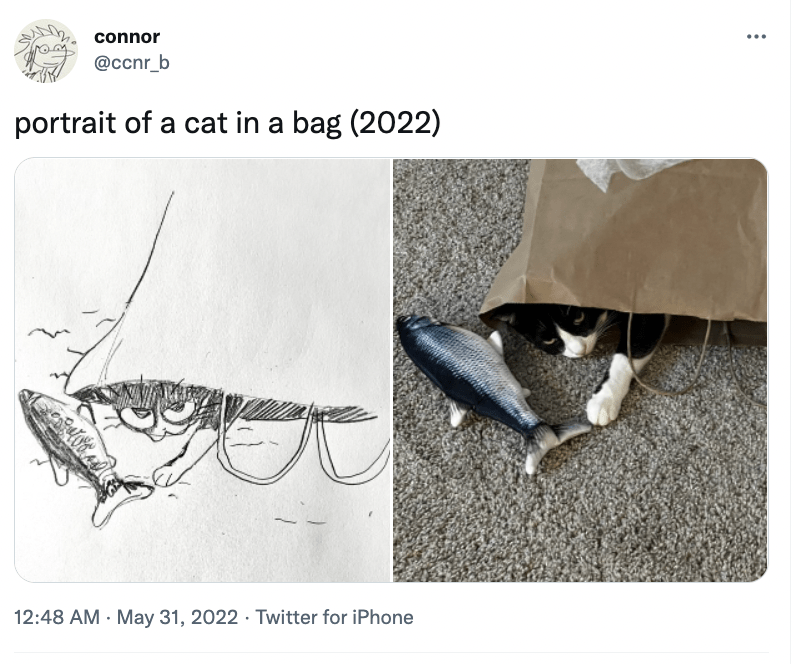 connor
@ccnr_b
portrait of a cat in a bag (2022)
12:48 AM · May 31, 2022 · Twitter for iPhone